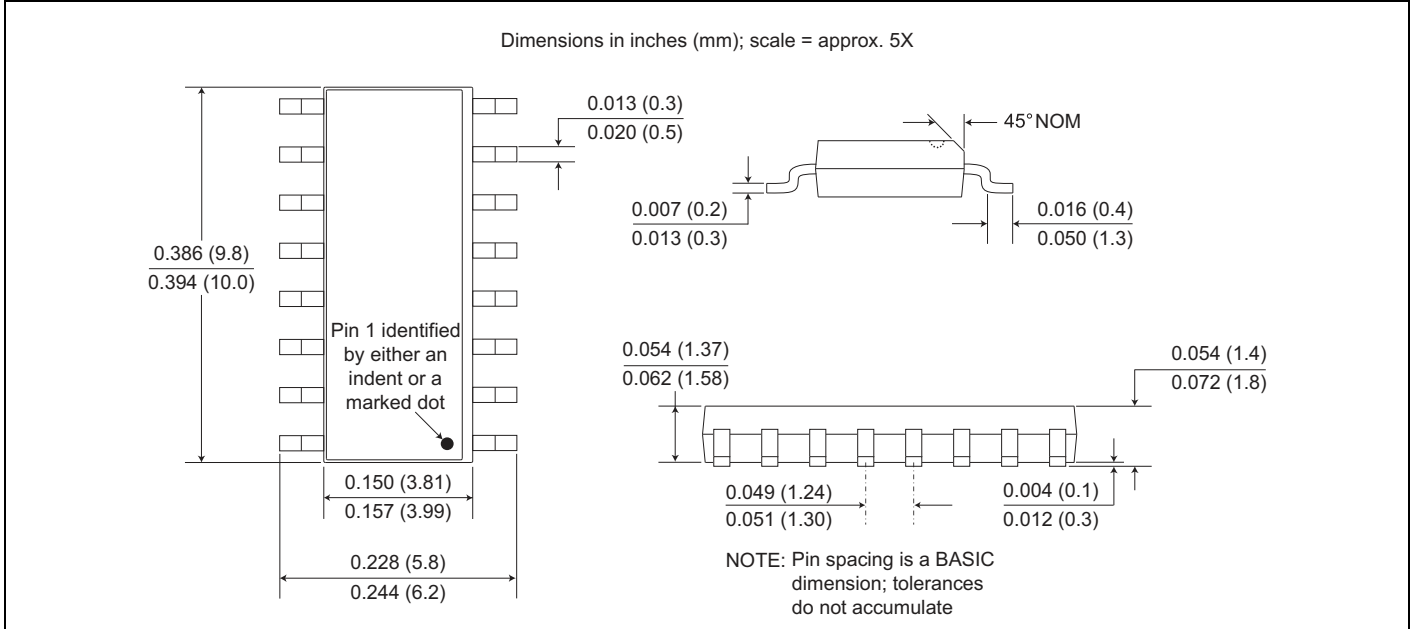 Dimensions in inches (mm); scale = approx. 5X
0.013 (0.3)
0.020 (0.5)
45° NOM
0.007 (0.2)
0.013 (0.3)
0.016 (0.4)
0.050 (1.3)
0.386 (9.8)
0.394 (10.0)
Pin 1 identified
by either an
indent or a
marked dot
0.054 (1.37)
0.062 (1.58)
0.054 (1.4)
0.072 (1.8)
0.150 (3.81)
0.157 (3.99)
0.049 (1.24)
0.051 (1.30)
0.004 (0.1)
0.012 (0.3)
0.228 (5.8)
0.244 (6.2)
NOTE: Pin spacing is a BASIC
dimension; tolerances
do not accumulate